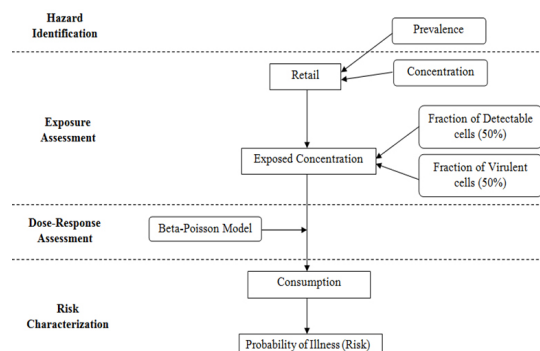 Hazard
Identification
Prevalence
Retail
Concentration
Exposure
Assessment
Fraction of Detectable
cells (50%)
Exposed Concentration
Fraction of Virulent
cells (50%)
Dose-Response
Assessment
Beta-Poisson Model
Consumption
Risk
Characterization
Probability of Illness (Risk)